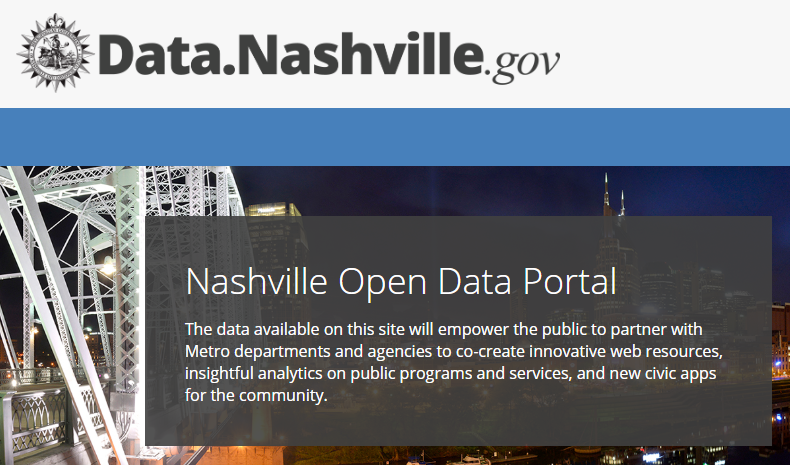 Data.Nashville.gov
Nashville Open Data Portal
The data available on this site will empower the public to partner with
Metro departments and agencies to co-create innovative web resources,
insightful analytics on public programs and services, and new civic apps
for the community.